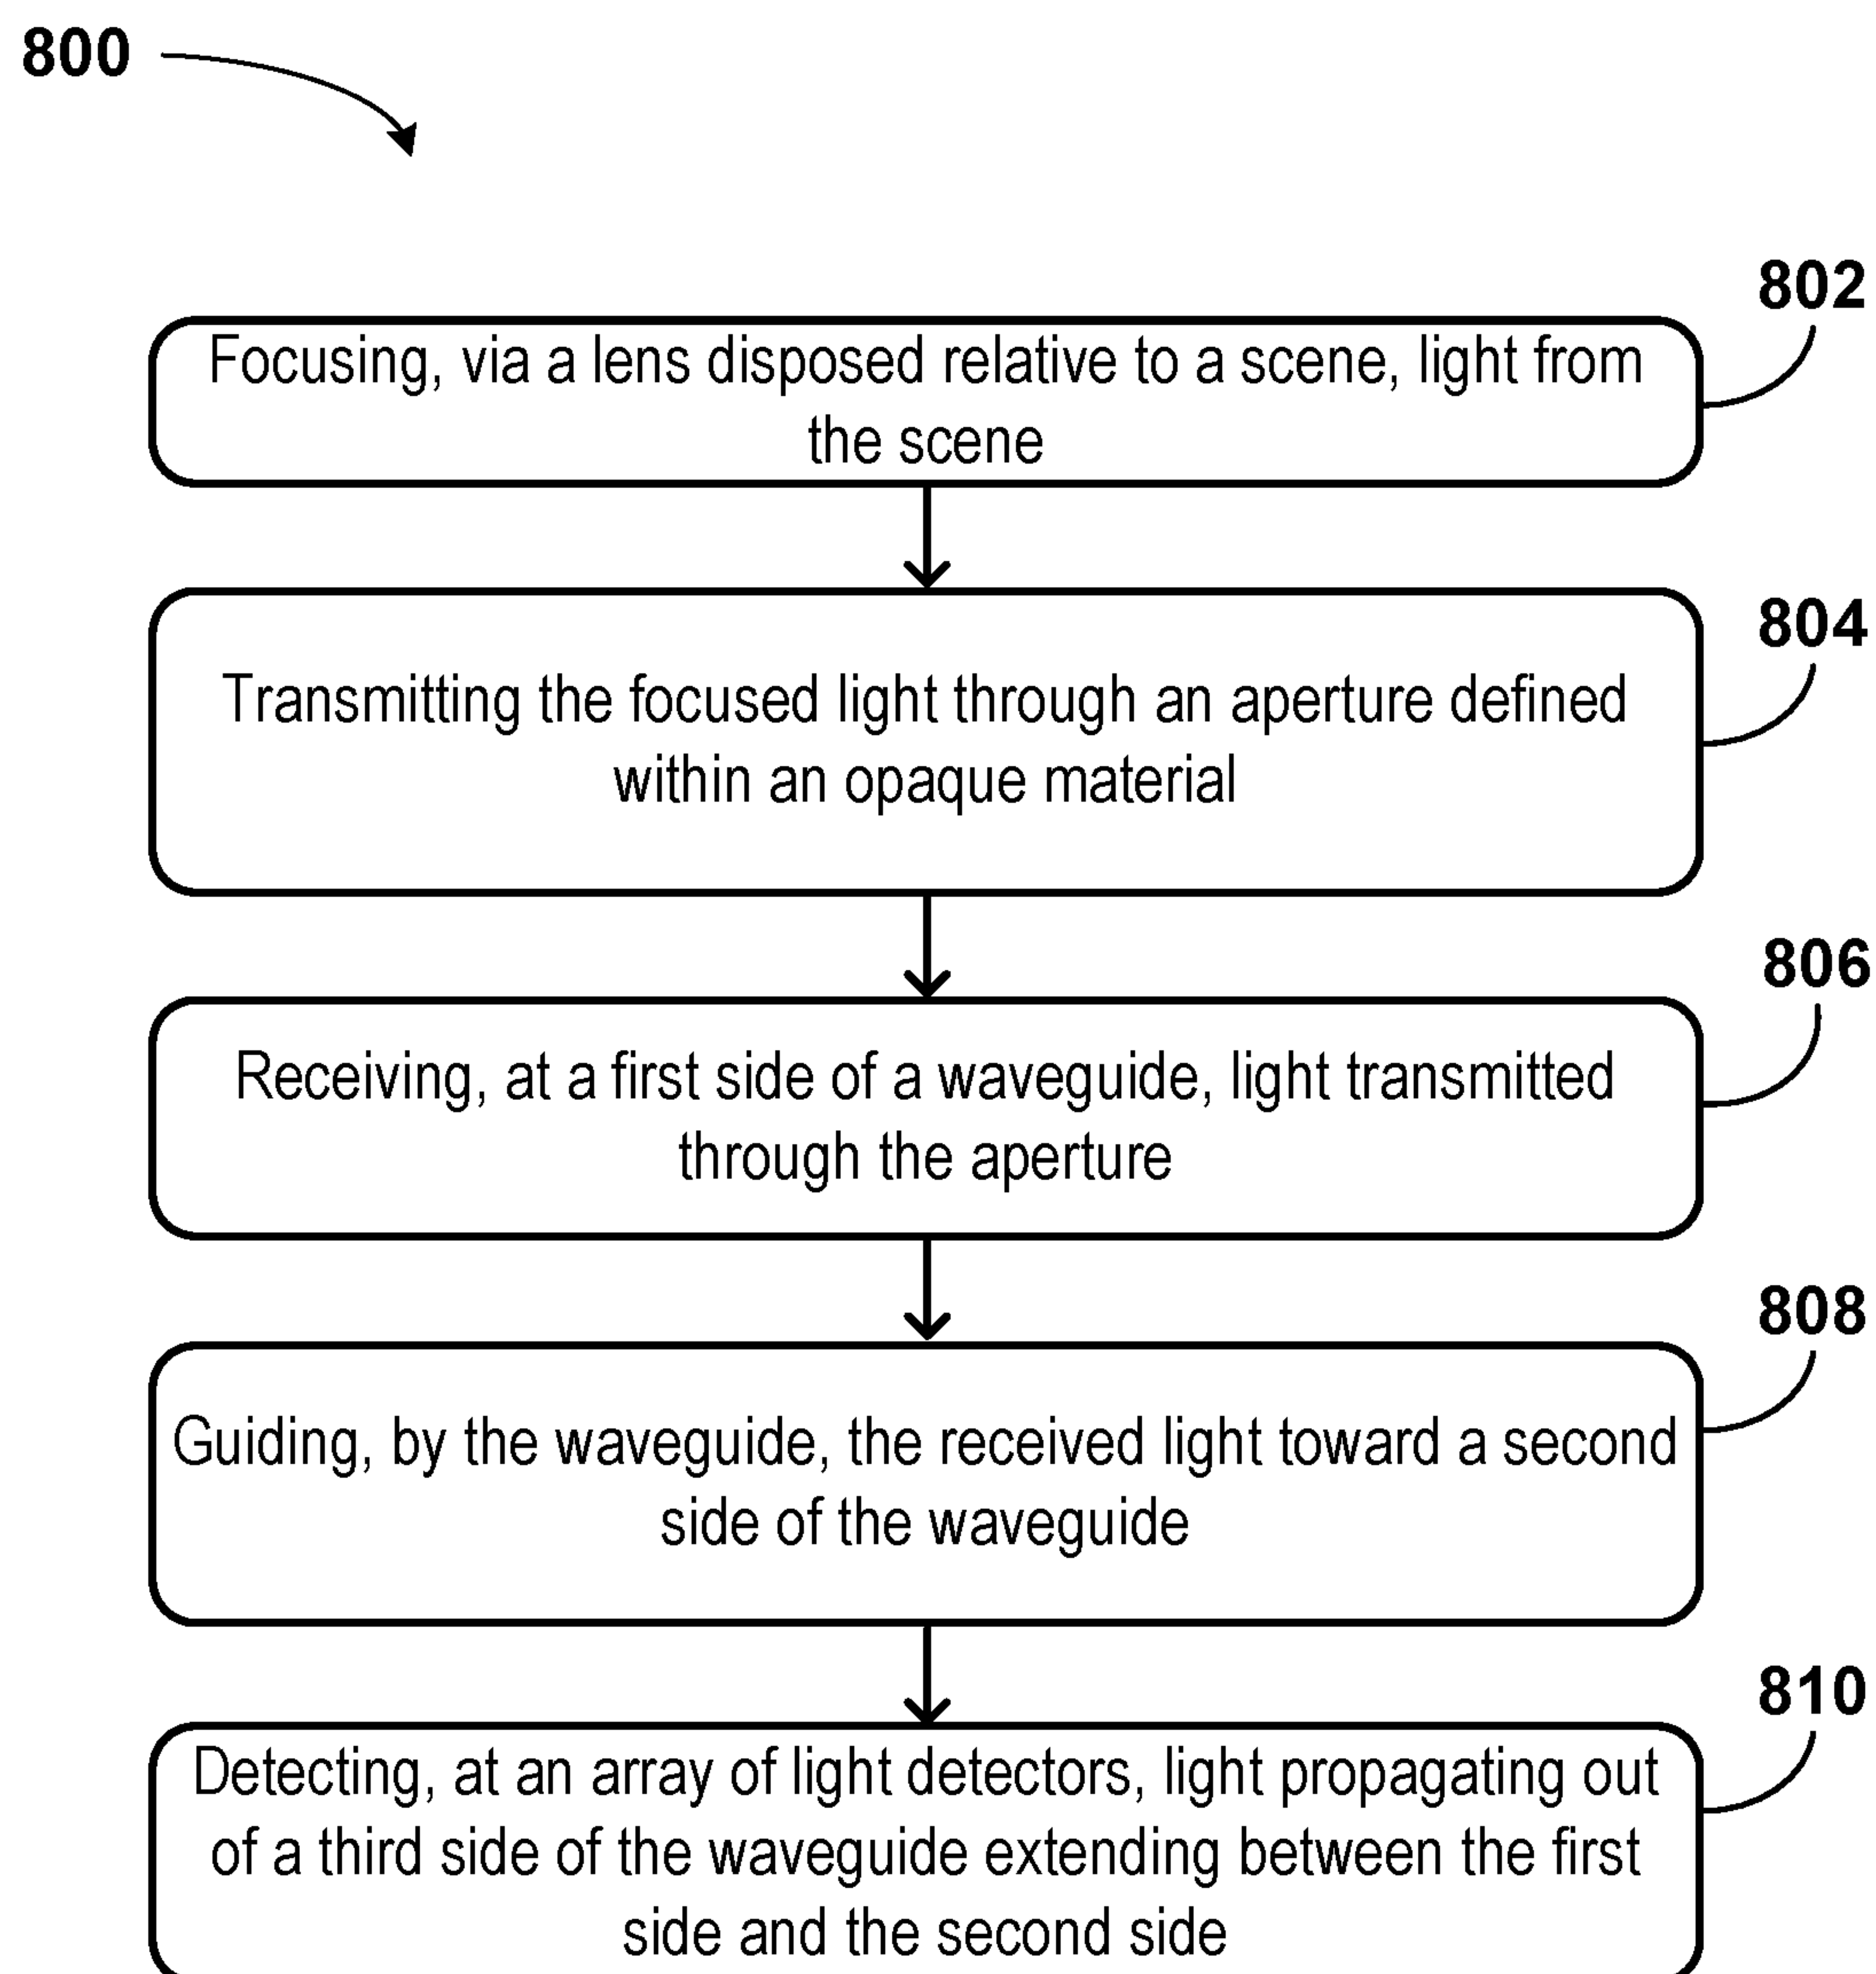 800
802
Focusing, via a lens disposed relative to a scene, light from
the scene
804
Transmitting the focused light through an aperture defined
within an opaque material
806
Receiving, at a first side of a waveguide, light transmitted
through the aperture
808
Guiding, by the waveguide, the received light toward a second
side of the waveguide
810
Detecting, at an array of light detectors, light propagating out
of a third side of the waveguide extending between the first
side and the second side